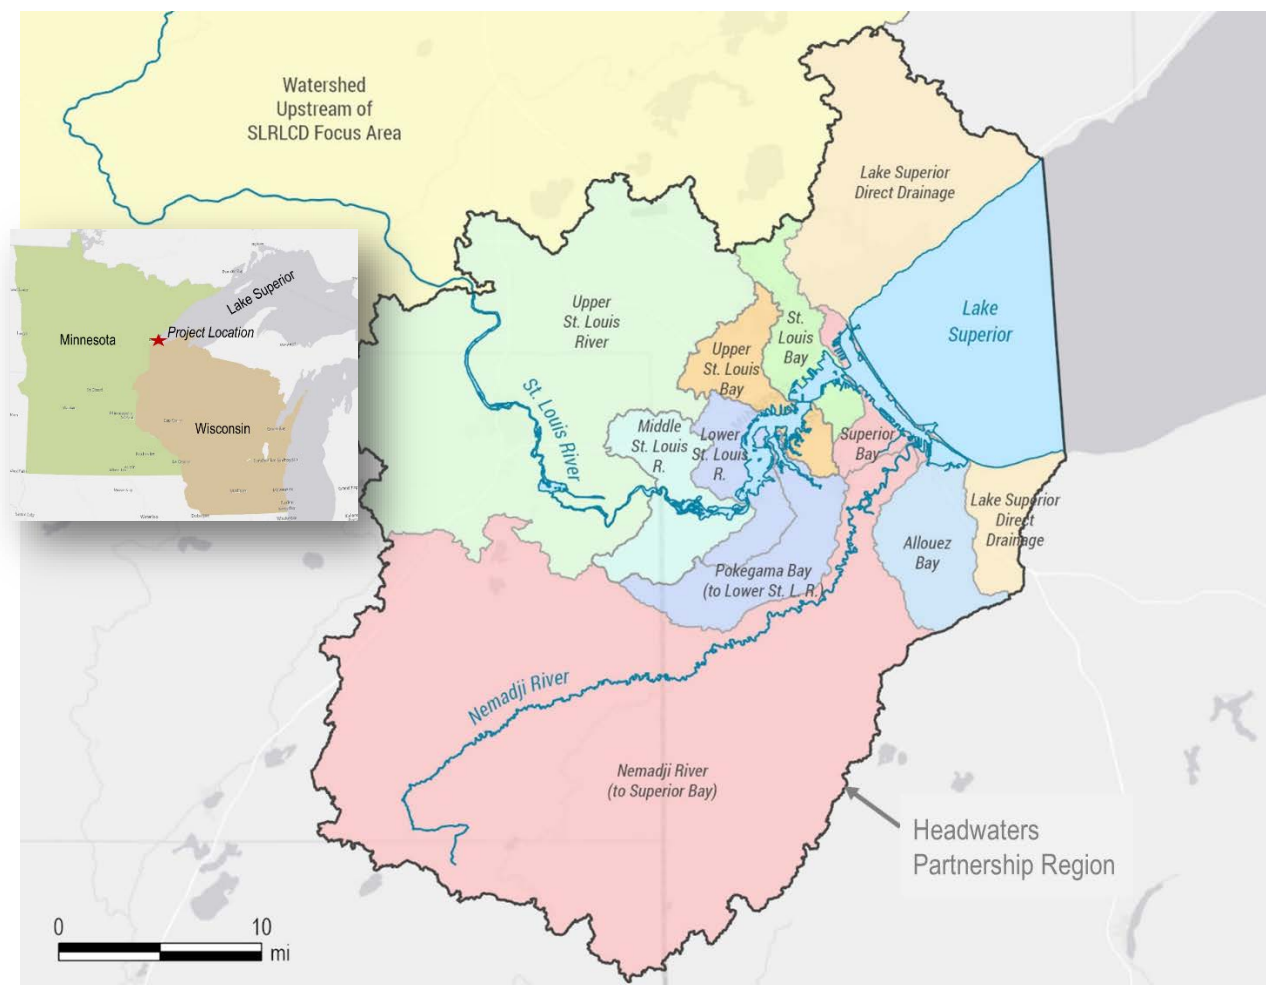 Watershed
Upstream of
SLRLCD Focus Area
Lake Superior
Direct Drainage
Lake Superior
Minnesota
Project Location
Wisconsin
Upper
St. Louis
River
St.
Louis
Bay
Lake
Superior
Upper
St. Louis
Bay
St. Louis River
Middle
St. Louis
R.
Lower
St. Louis
R.
Superior
Bay
Lake Superior
Direct
Drainage
Allouez
Bay
Pokegama Bay
(to Lower St. L. R.)
Nemadji River
Nemadji River
(to Superior Bay)
Headwaters
Partnership Region
0 10
mi